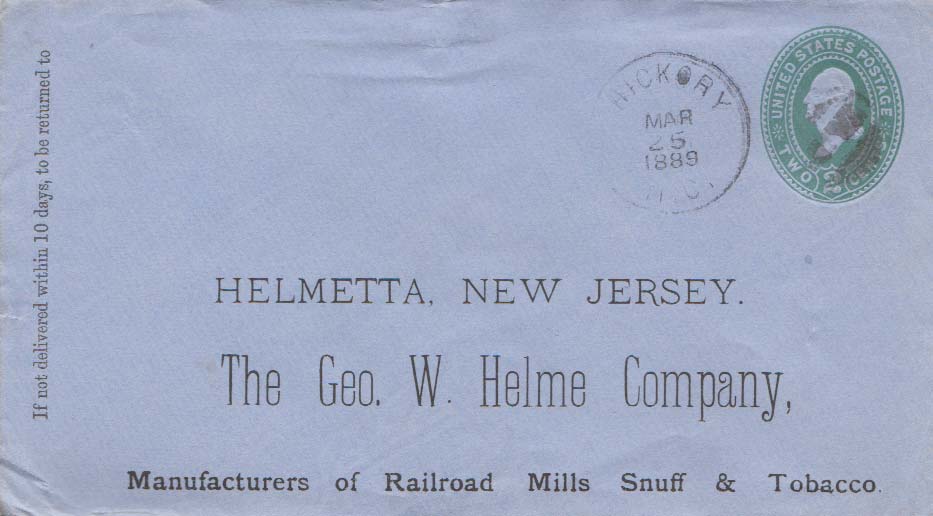 If not delivered within 10 days, to be returned to
HICKORY
MAR
25
1889
N.C.
UNITED STATES POSTAGE
TWO CENTS
HELMETTA, NEW JERSEY.
The Geo. W. Helme Company,
Manufacturers of Railroad Mills Snuff & Tobacco.